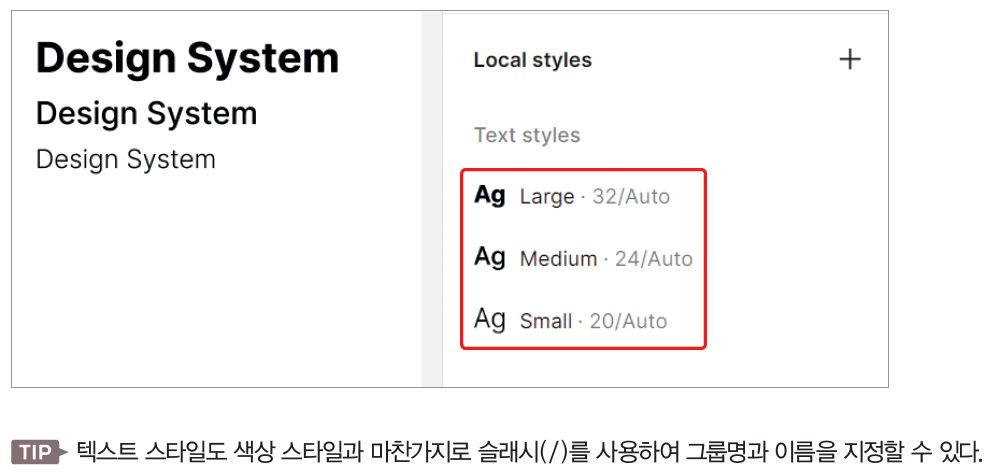 Design System
Design System
Design System
Local styles +
Text styles
Ag Large · 32/Auto
Ag Medium · 24/Auto
Ag Small · 20/Auto
TIP 텍스트 스타일도 색상 스타일과 마찬가지로 슬래시(/)를 사용하여 그룹명과 이름을 지정할 수 있다.